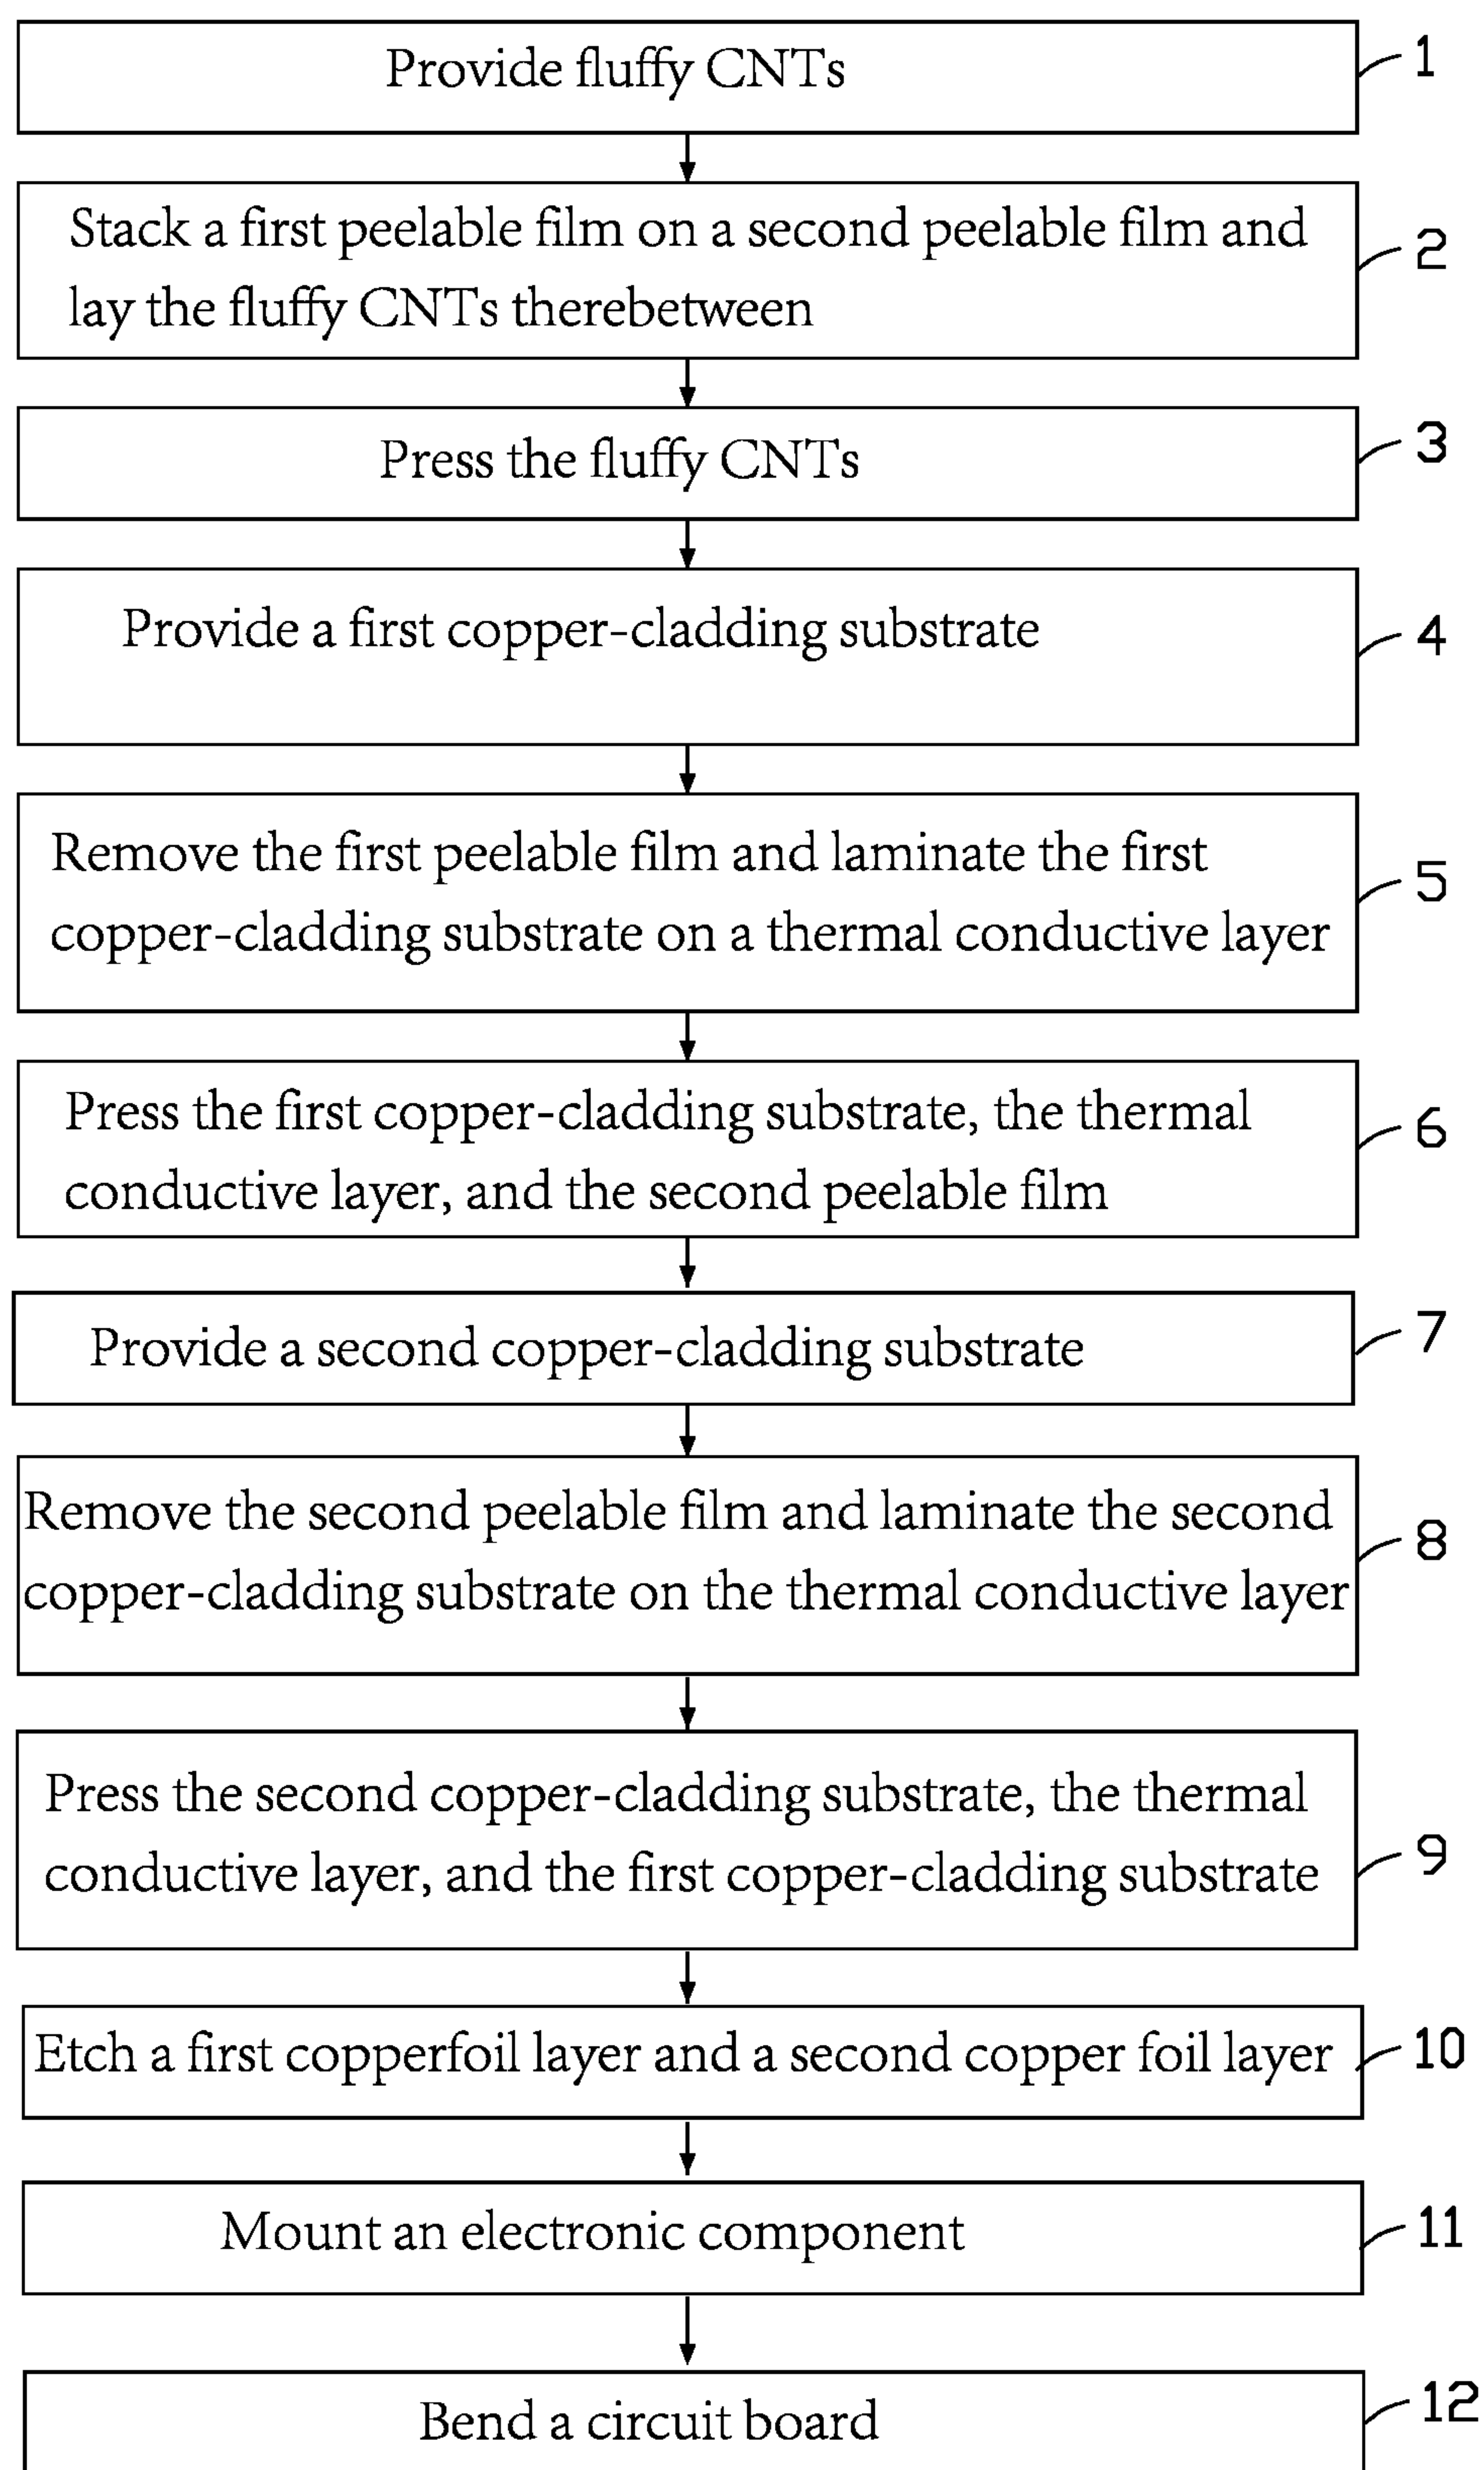 Provide fluffy CNTs
1
Stack a first peelable film on a second peelable film and
lay the fluffy CNTs therebetween
2
Press the fluffy CNTs
3
Provide a first copper-cladding substrate
4
Remove the first peelable film and laminate the first
copper-cladding substrate on a thermal conductive layer
5
Press the first copper-cladding substrate, the thermal
conductive layer, and the second peelable film
6
Provide a second copper-cladding substrate
7
Remove the second peelable film and laminate the second
copper-cladding substrate on the thermal conductive layer
8
Press the second copper-cladding substrate, the thermal
conductive layer, and the first copper-cladding substrate
9
Etch a first copperfoil layer and a second copper foil layer
10
Mount an electronic component
11
Bend a circuit board
12